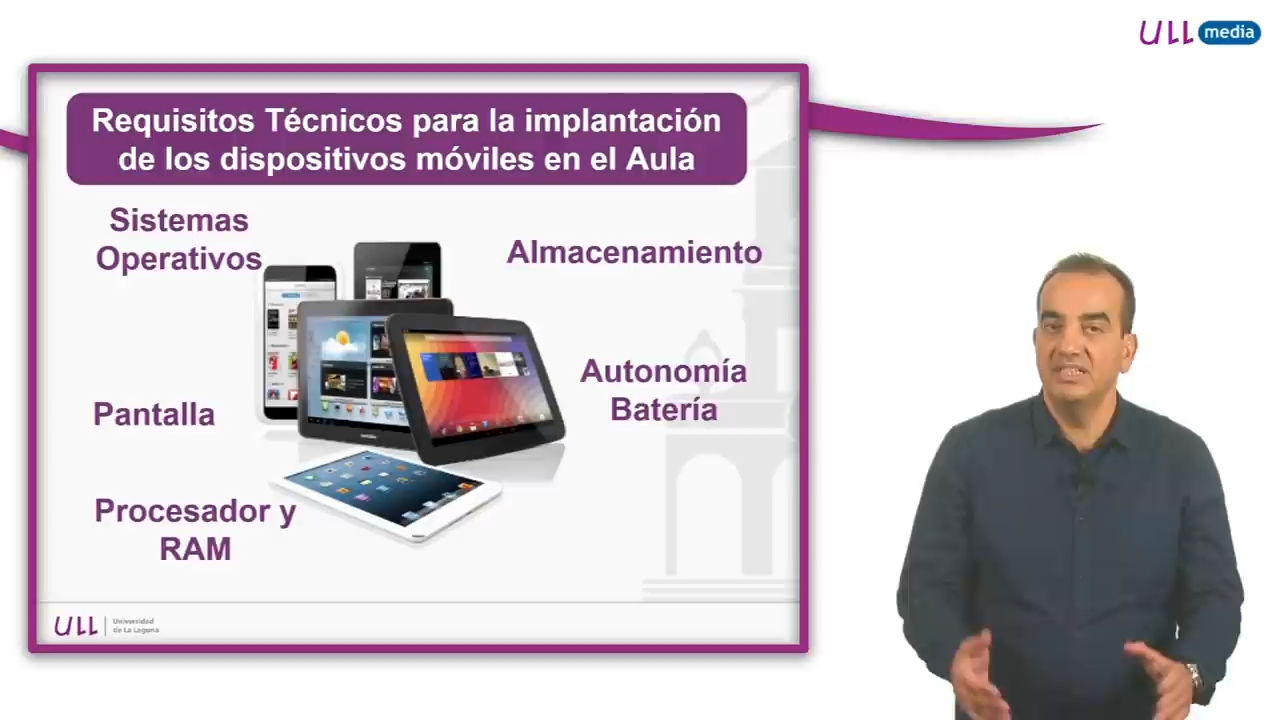 ULL media
Requisitos Técnicos para la implantación
de los dispositivos móviles en el Aula
Sistemas
Operativos
Almacenamiento
Autonomía
Batería
Pantalla
Procesador y
RAM
ULL
Universidad
de La Laguna